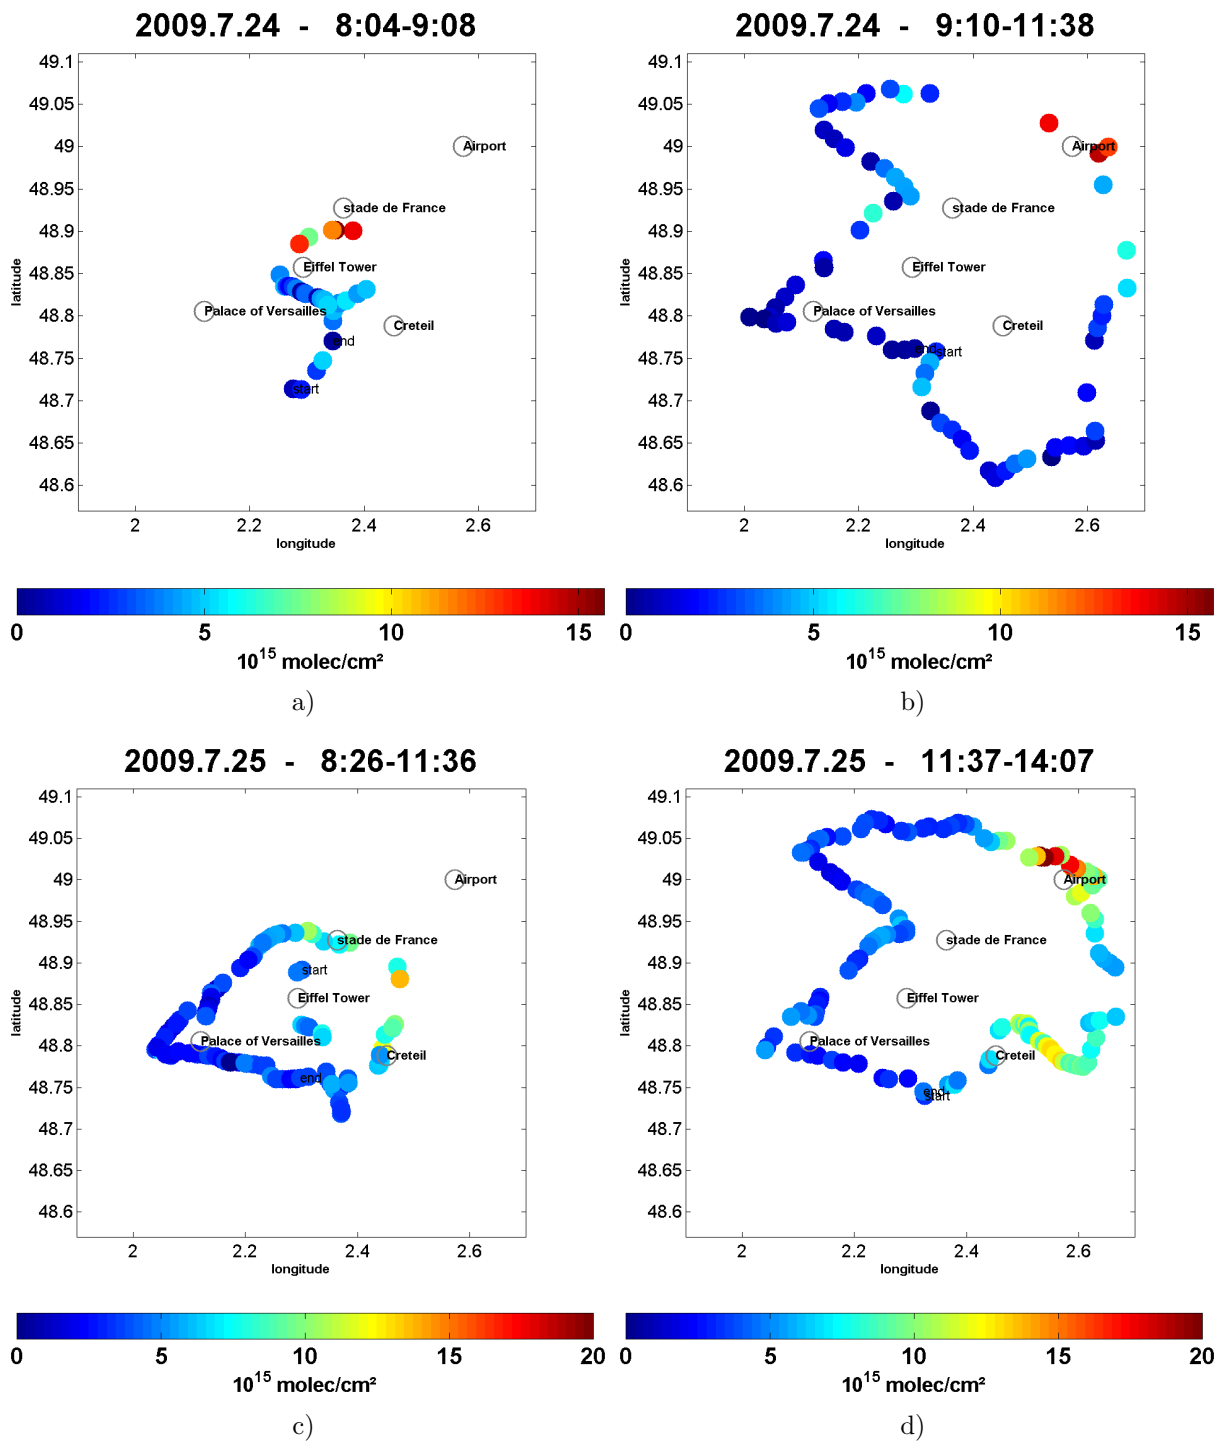 2009.7.24 - 8:04-9:08
49.1
49.05
49
48.95
48.9
48.85
48.8
48.75
48.7
48.65
48.6
latitude
Airport
stade de France
Eiffel Tower
Palace of Versailles
Creteil
end
start
2 2.2 2.4 2.6
longitude
0 5 10 15
10^15 molec/cm²
a)
2009.7.24 - 9:10-11:38
49.1
49.05
49
48.95
48.9
48.85
48.8
48.75
48.7
48.65
48.6
latitude
Airport
stade de France
Eiffel Tower
Palace of Versailles
Creteil
end
start
2 2.2 2.4 2.6
longitude
0 5 10 15
10^15 molec/cm²
b)
2009.7.25 - 8:26-11:36
49.1
49.05
49
48.95
48.9
48.85
48.8
48.75
48.7
48.65
48.6
latitude
Airport
stade de France
start
Eiffel Tower
Palace of Versailles
Creteil
end
2 2.2 2.4 2.6
longitude
0 5 10 15 20
10^15 molec/cm²
c)
2009.7.25 - 11:37-14:07
49.1
49.05
49
48.95
48.9
48.85
48.8
48.75
48.7
48.65
48.6
latitude
Airport
stade de France
Eiffel Tower
Palace of Versailles
Creteil
end
start
2 2.2 2.4 2.6
longitude
0 5 10 15 20
10^15 molec/cm²
d)